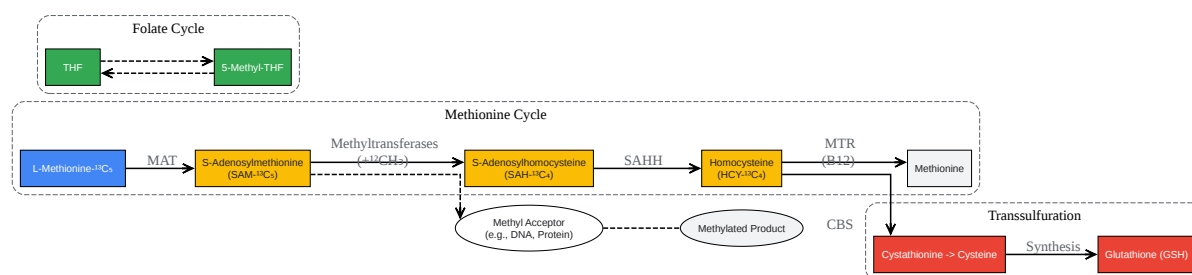 Folate Cycle
THF
5-Methyl-THF
Methionine Cycle
L-Methionine-¹³C₅
MAT
S-Adenosylmethionine
(SAM-¹³C₅)
Methyltransferases
(+¹²CH₃)
S-Adenosylhomocysteine
(SAH-¹³C₄)
SAHH
Homocysteine
(HCY-¹³C₄)
MTR
(B12)
Methionine
Methyl Acceptor
(e.g., DNA, Protein)
Methylated Product
CBS
Transsulfuration
Cystathionine -> Cysteine
Synthesis
Glutathione (GSH)